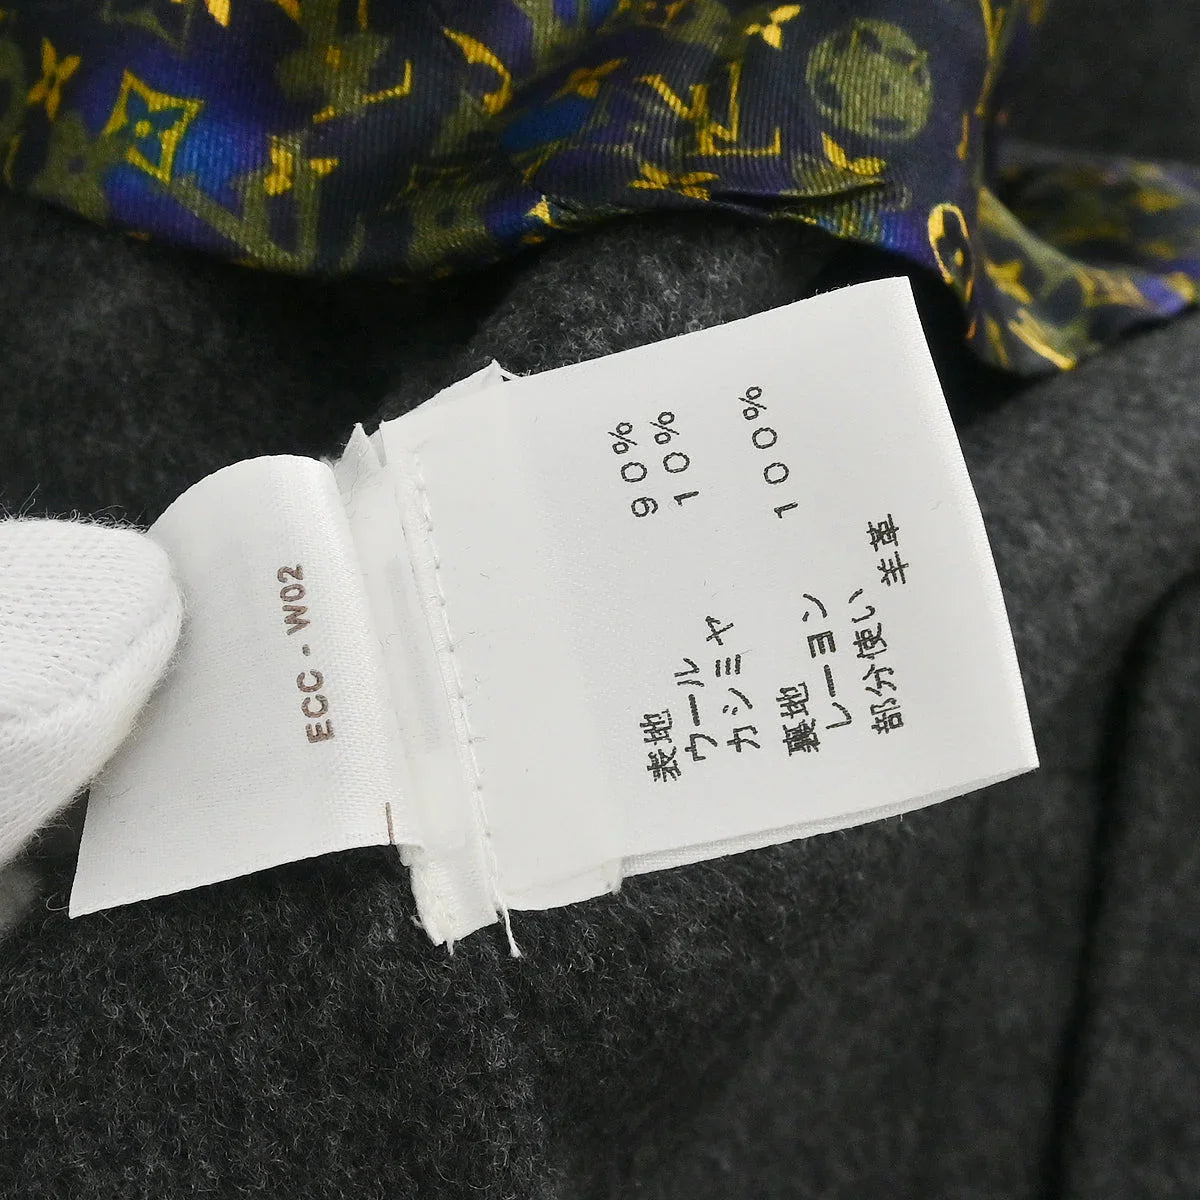 ECC - W02
表地
ウール 90%
カシミヤ 10%
裏地
レーヨン 100%
部分使い 羊革